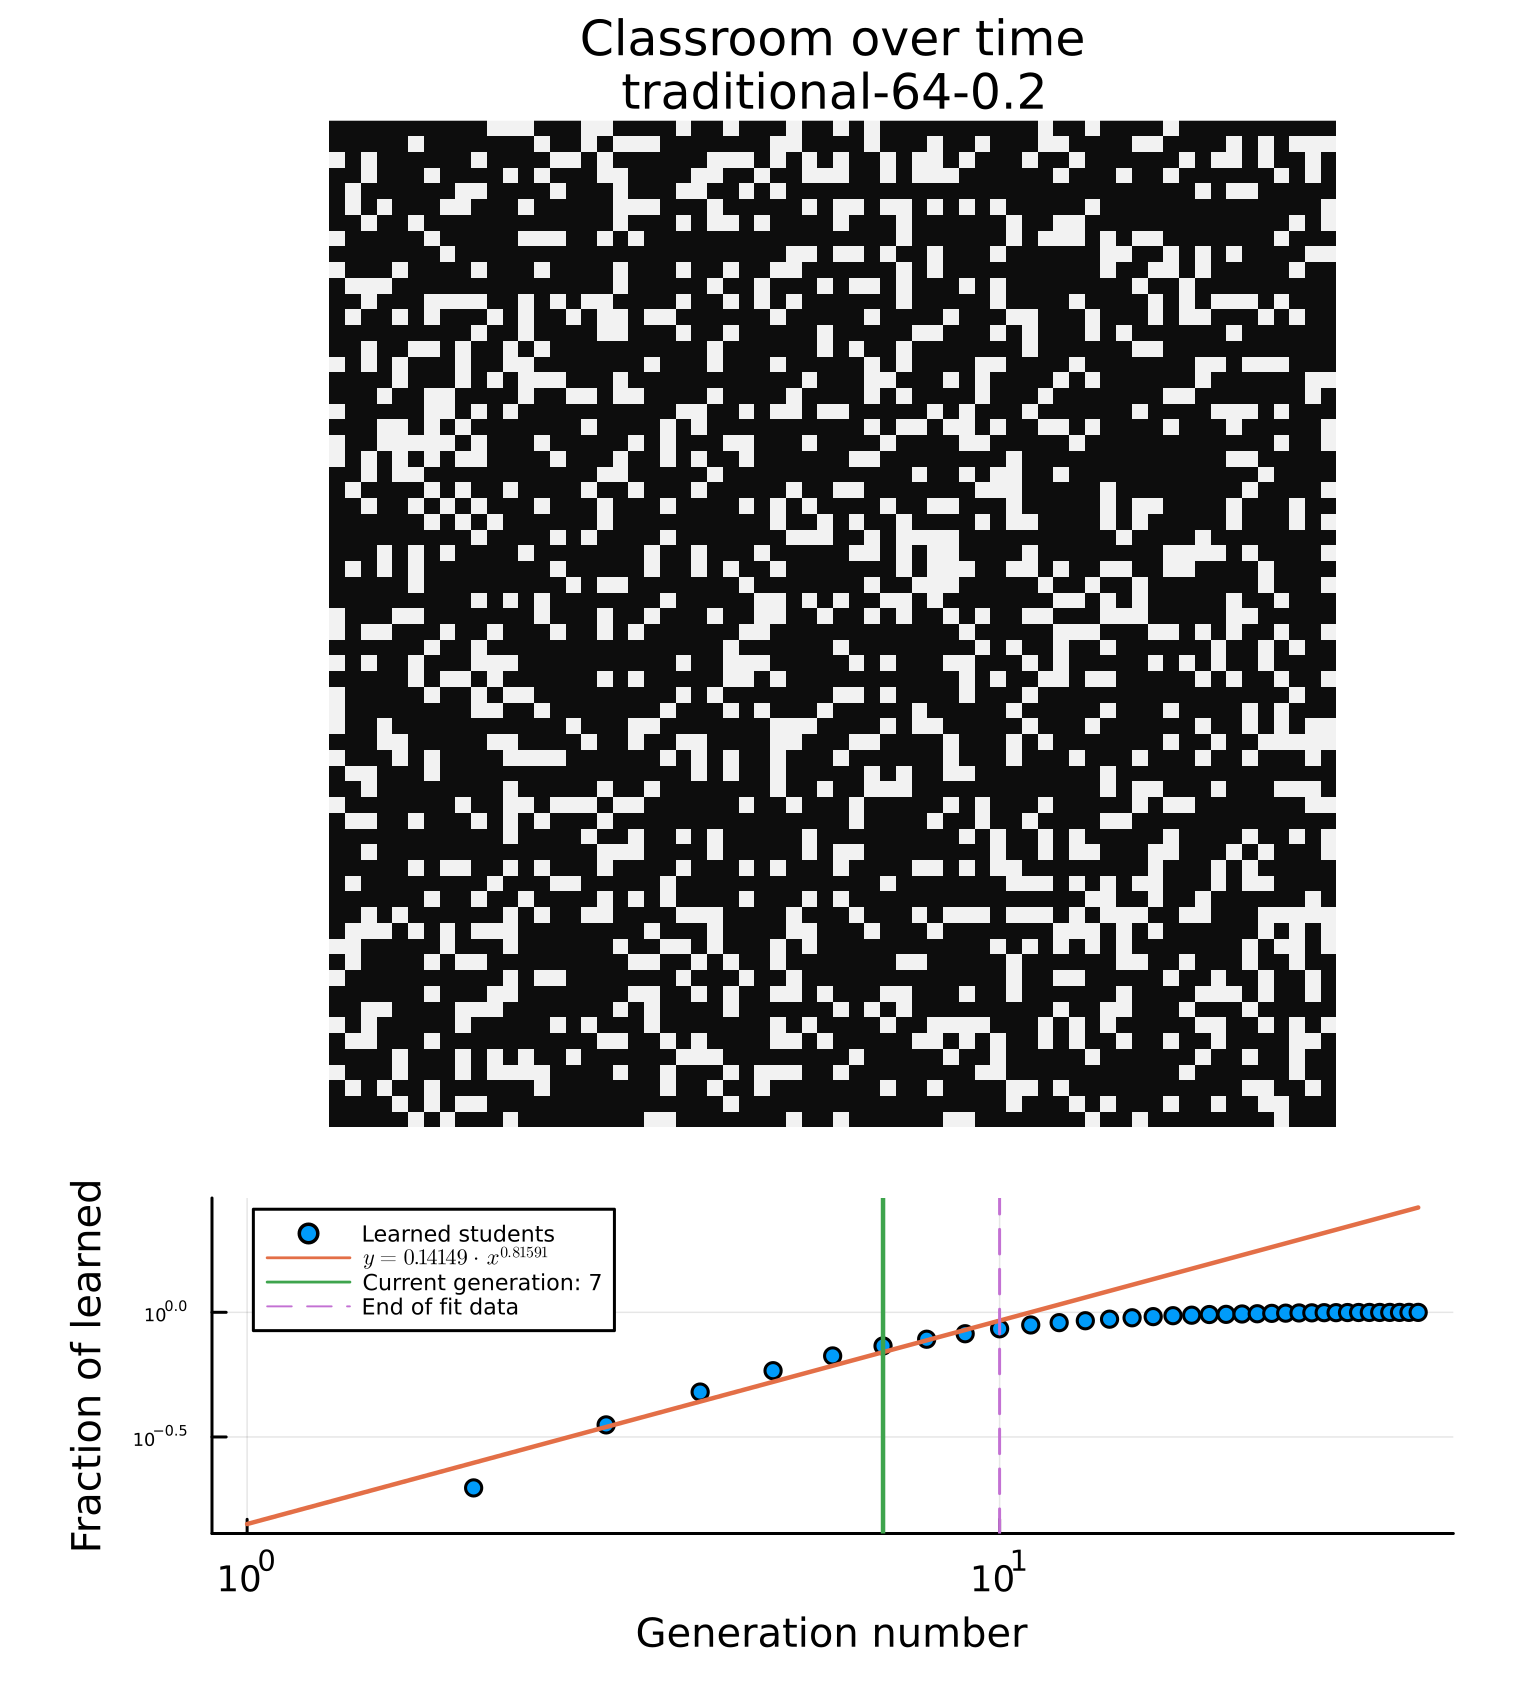 Classroom over time
traditional-64-0.2
Fraction of learned
Learned students
y = 0.14149 · x^0.81591
Current generation: 7
End of fit data
10^0.0
10^−0.5
10^0
10^1
Generation number